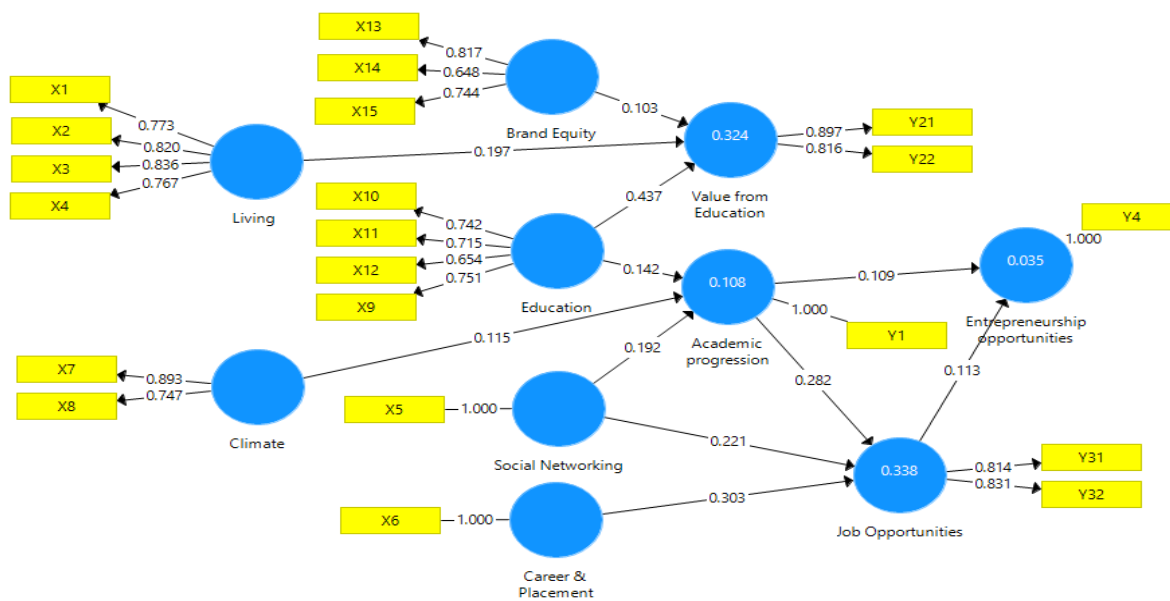 X13
0.817
X14
0.648
X15
0.744
Brand Equity
0.103
X1
0.773
X2
0.820
X3
0.836
X4
0.767
Living
0.197
0.324
Value from
Education
0.897
Y21
0.816
Y22
X10
0.742
X11
0.715
X12
0.654
X9
0.751
Education
0.437
0.142
0.108
Academic
progression
1.000
Y1
0.109
Y4
1.000
0.035
Entrepreneurship
opportunities
0.115
0.192
0.282
0.113
X7
0.893
X8
0.747
Climate
X5
1.000
Social Networking
0.221
0.338
Job Opportunities
0.814
Y31
0.831
Y32
X6
1.000
0.303
Career &
Placement